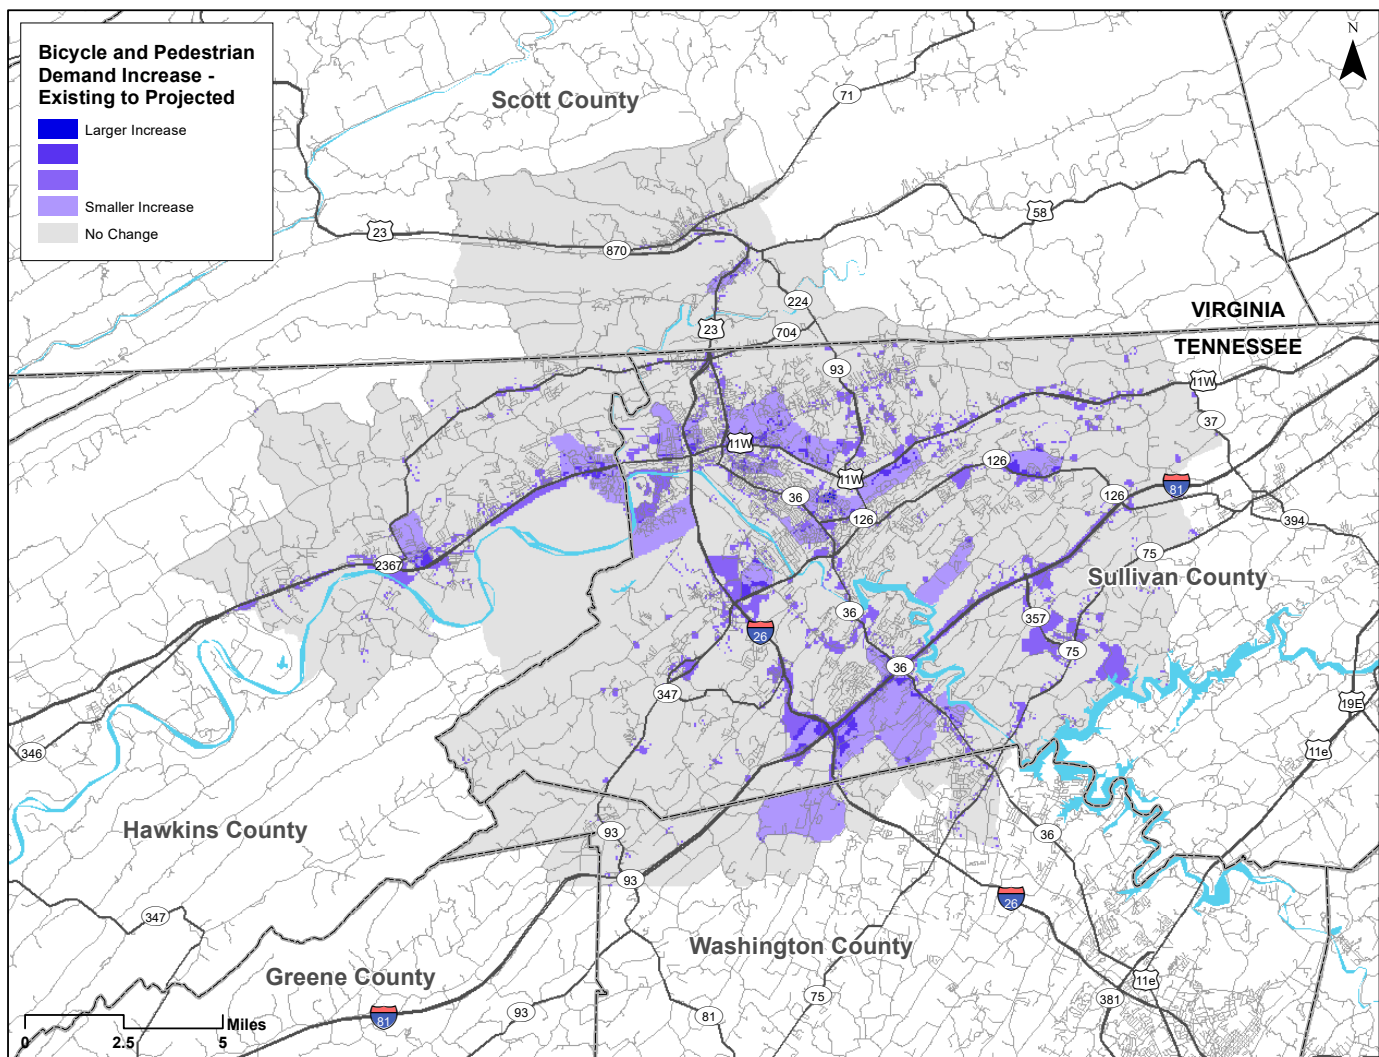 Bicycle and Pedestrian
Demand Increase -
Existing to Projected
Larger Increase
Smaller Increase
No Change
N
Scott County
71
58
23
870
224
23
704
VIRGINIA
TENNESSEE
93
11W
37
11W
11W
126
36
126
126
81
394
75
2367
Sullivan County
36
357
26
75
36
347
19E
11e
346
Hawkins County
93
36
93
26
347
Washington County
Greene County
75
11e
381
93
81
81
0
2.5
5
Miles